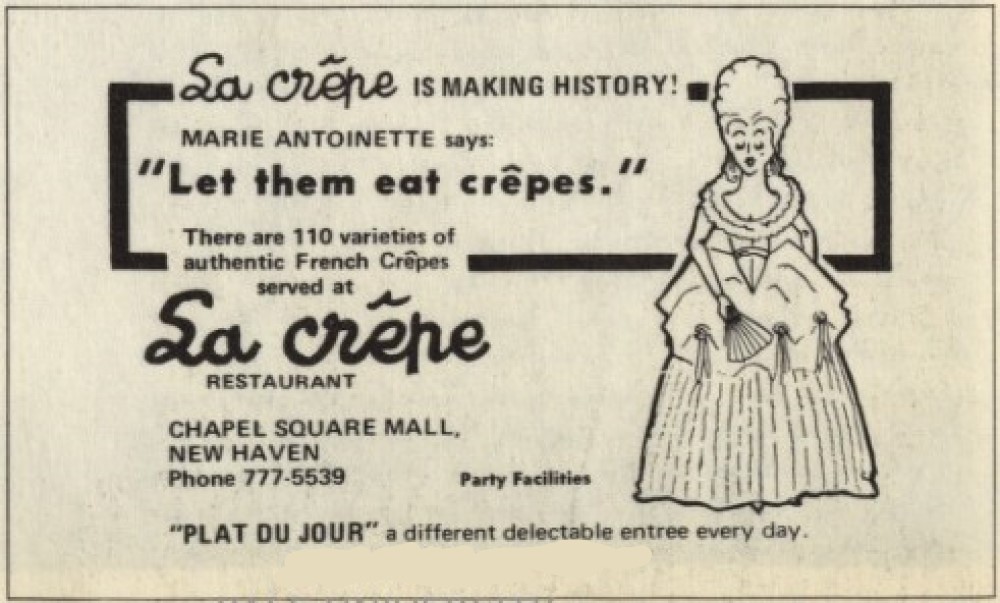 La crêpe IS MAKING HISTORY!
MARIE ANTOINETTE says:
"Let them eat crêpes."
There are 110 varieties of
authentic French Crêpes
served at
La crêpe
RESTAURANT
CHAPEL SQUARE MALL,
NEW HAVEN
Phone 777-5539
Party Facilities
"PLAT DU JOUR" a different delectable entree every day.